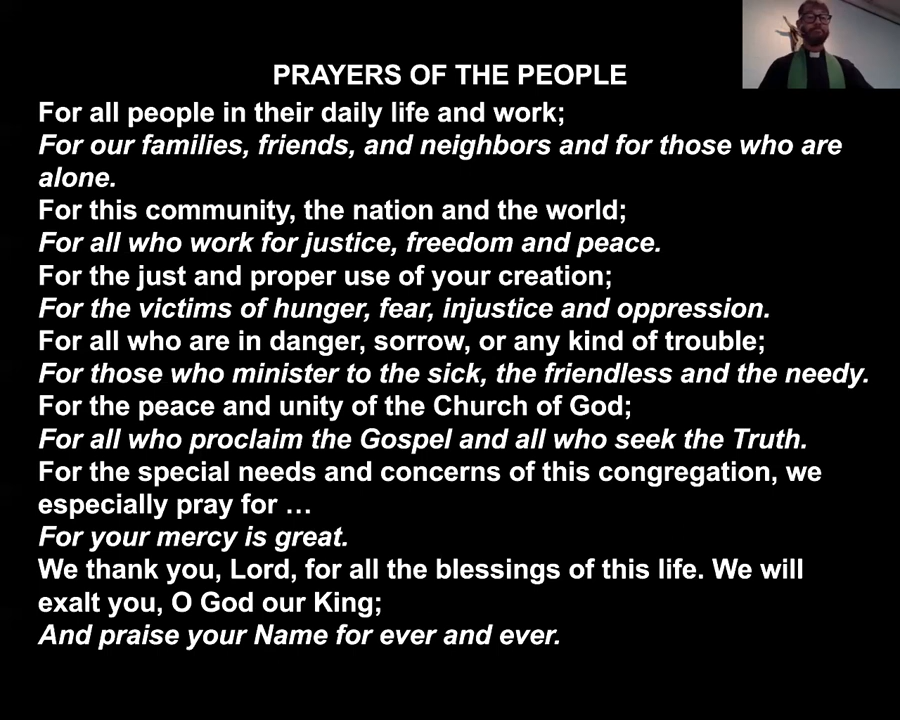 PRAYERS OF THE PEOPLE
For all people in their daily life and work;
For our families, friends, and neighbors and for those who are
alone.
For this community, the nation and the world;
For all who work for justice, freedom and peace.
For the just and proper use of your creation;
For the victims of hunger, fear, injustice and oppression.
For all who are in danger, sorrow, or any kind of trouble;
For those who minister to the sick, the friendless and the needy.
For the peace and unity of the Church of God;
For all who proclaim the Gospel and all who seek the Truth.
For the special needs and concerns of this congregation, we
especially pray for …
For your mercy is great.
We thank you, Lord, for all the blessings of this life. We will
exalt you, O God our King;
And praise your Name for ever and ever.